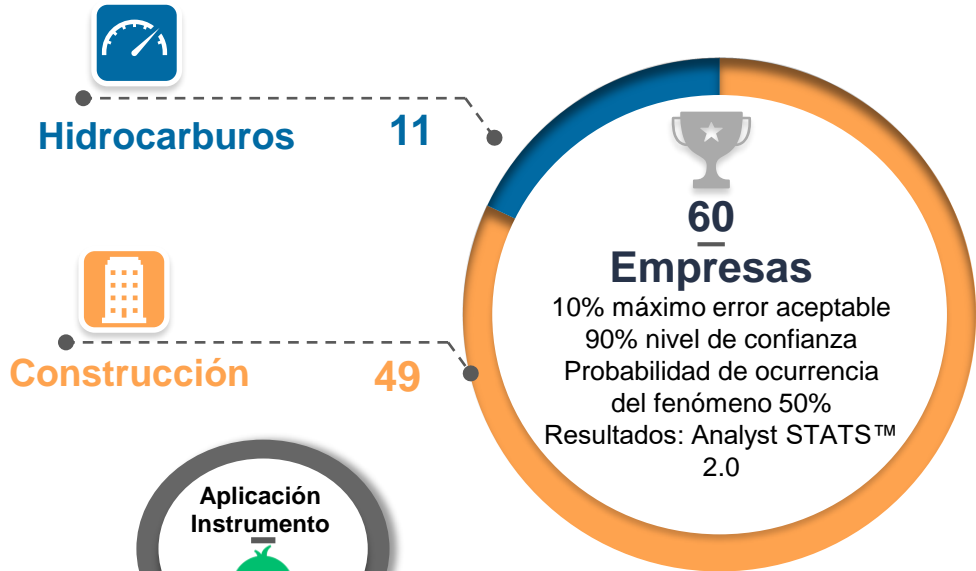 Hidrocarburos 11
Construcción 49
60
Empresas
10% máximo error aceptable
90% nivel de confianza
Probabilidad de ocurrencia
del fenómeno 50%
Resultados: Analyst STATS™
2.0
Aplicación
Instrumento